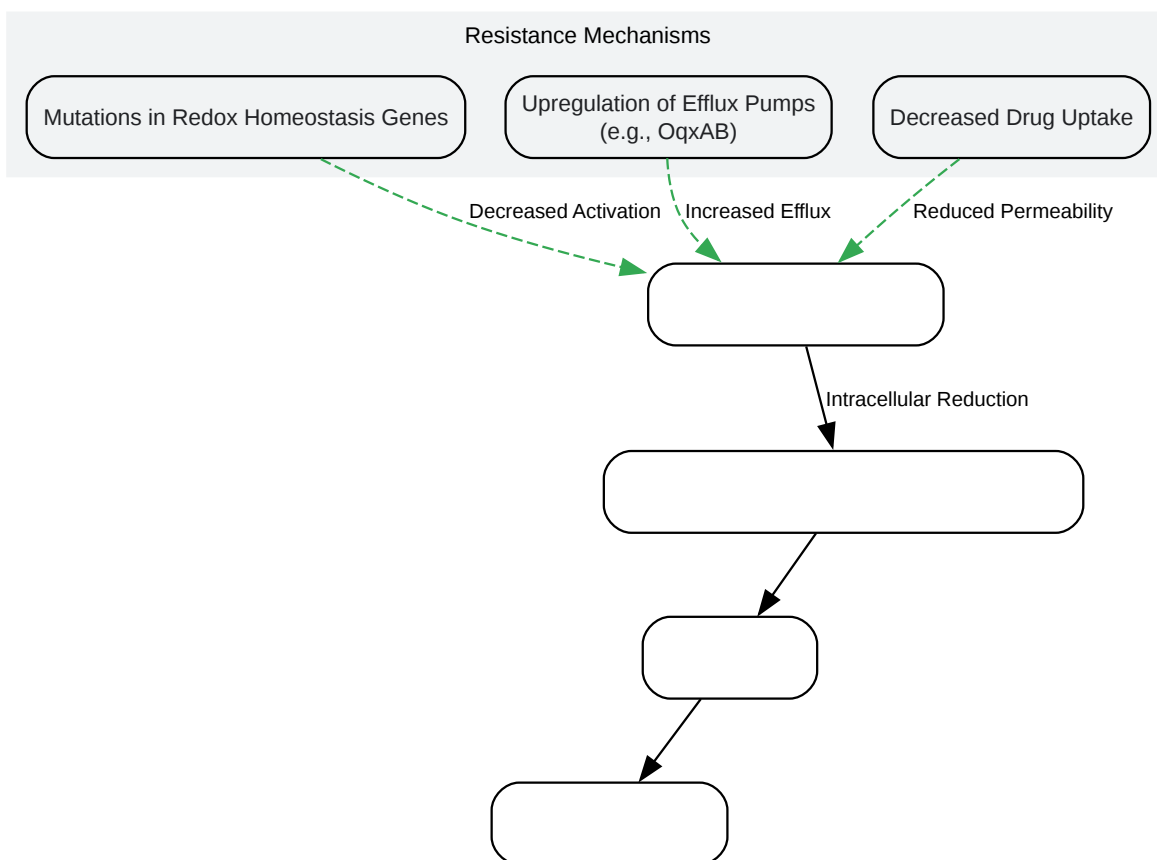 Resistance Mechanisms
Mutations in Redox Homeostasis Genes
Upregulation of Efflux Pumps
(e.g., OqxAB)
Decreased Drug Uptake
Decreased Activation
Increased Efflux
Reduced Permeability
Intracellular Reduction